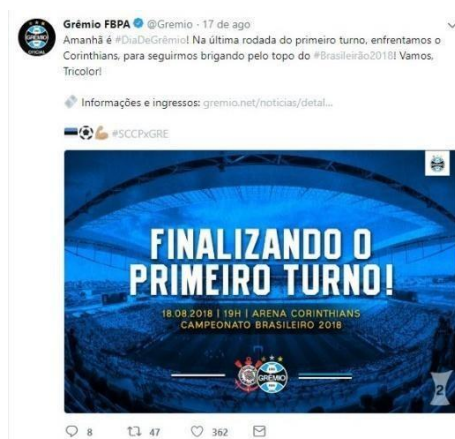 Grêmio FBPA @Gremio · 17 de ago
Amanhã é #DiaDeGrêmio! Na última rodada do primeiro turno, enfrentamos o
Corinthians, para seguirmos brigando pelo topo do #Brasileirão2018! Vamos,
Tricolor!
Informações e ingressos: gremio.net/noticias/detal...
#SCCPxGRE
FINALIZANDO O
PRIMEIRO TURNO!
18.08.2018 | 19H | ARENA CORINTHIANS
CAMPEONATO BRASILEIRO 2018
GRÊMIO
2
8 47 362